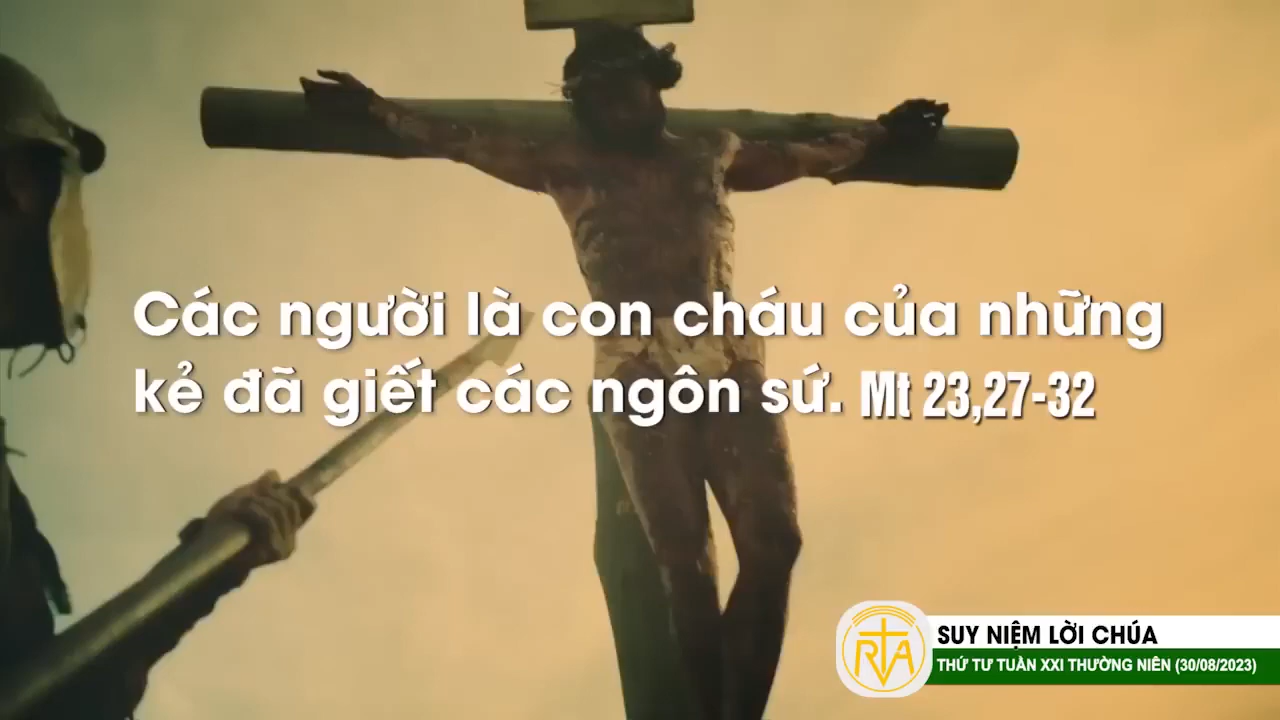 Các người là con cháu của những
kẻ đã giết các ngôn sứ. Mt 23,27-32
RTA
SUY NIỆM LỜI CHÚA
THỨ TƯ TUẦN XXI THƯỜNG NIÊN (30/08/2023)